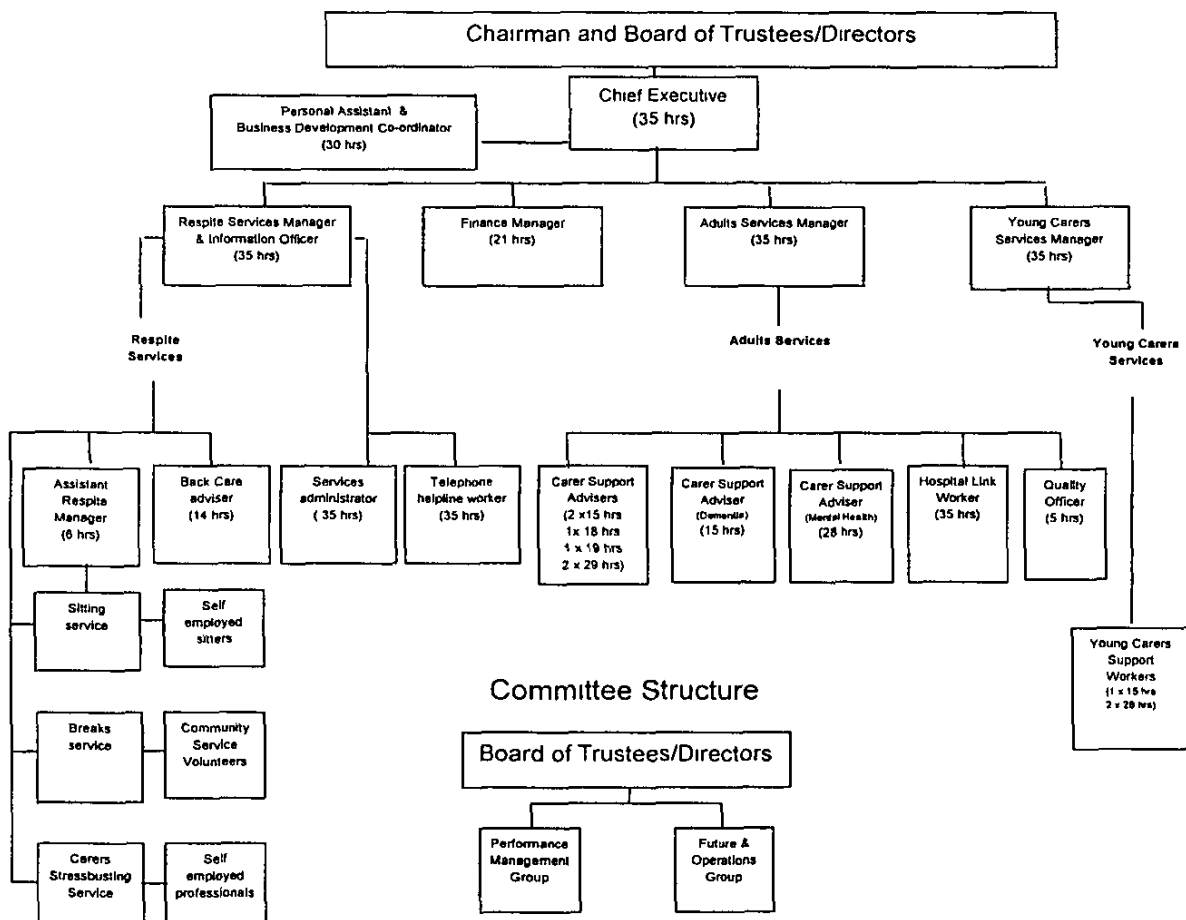 Chairman and Board of Trustees/Directors
Chief Executive
(35 hrs)
Personal Assistant &
Business Development Co-ordinator
(30 hrs)
Respite Services Manager
& Information Officer
(35 hrs)
Finance Manager
(21 hrs)
Adults Services Manager
(35 hrs)
Young Carers
Services Manager
(35 hrs)
Respite
Services
Adults Services
Young Carers
Services
Assistant
Respite
Manager
(6 hrs)
Back Care
adviser
(14 hrs)
Services
administrator
( 35 hrs)
Telephone
helpline worker
(35 hrs)
Carer Support
Advisers
(2 x15 hrs
1x 18 hrs
1 x 19 hrs
2 x 29 hrs)
Carer Support
Adviser
(Dementia)
(15 hrs)
Carer Support
Adviser
(Mental Health)
(28 hrs)
Hospital Link
Worker
(35 hrs)
Quality
Officer
(5 hrs)
Sitting
service
Self
employed
sitters
Young Carers
Support
Workers
(1 x 15 hrs
2 x 28 hrs)
Breaks
service
Community
Service
Volunteers
Carers
Stressbusting
Service
Self
employed
professionals
Committee Structure
Board of Trustees/Directors
Performance
Management
Group
Future &
Operations
Group